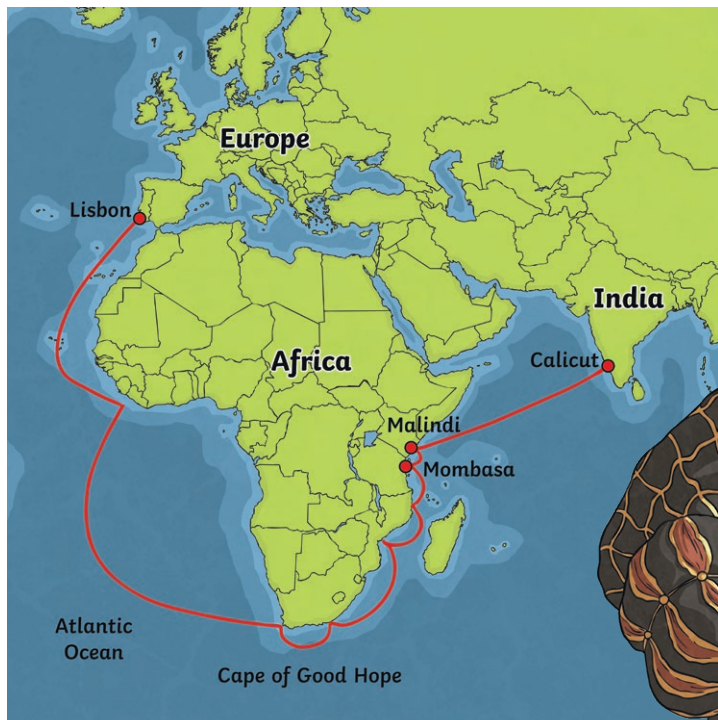 Europe
Lisbon
India
Africa
Calicut
Malindi
Mombasa
Atlantic
Ocean
Cape of Good Hope